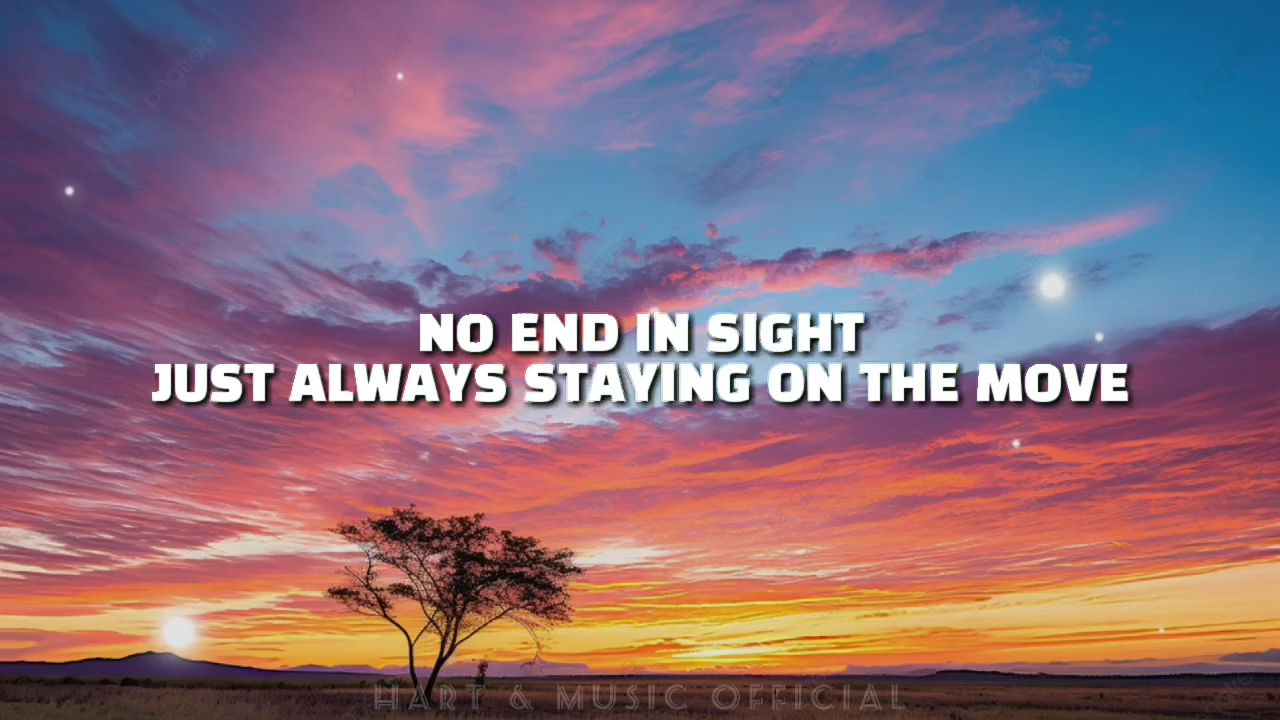 NO END IN SIGHT
JUST ALWAYS STAYING ON THE MOVE
HART & MUSIC OFFICIAL